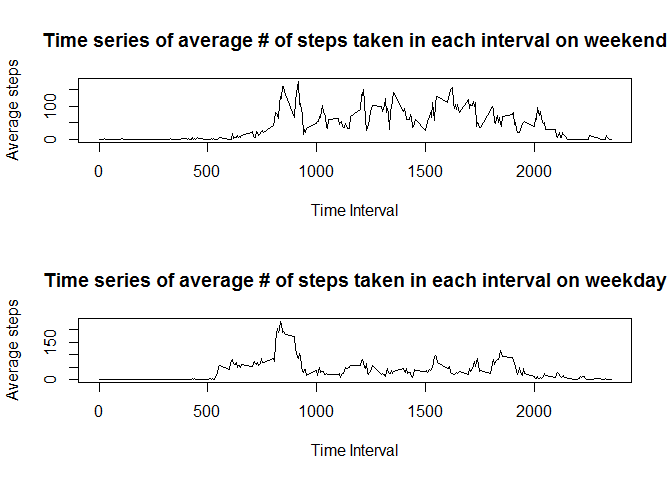 Time series of average # of steps taken in each interval on weekend
Average steps
0 100
0 500 1000 1500 2000
Time Interval
Time series of average # of steps taken in each interval on weekday
Average steps
0 150
0 500 1000 1500 2000
Time Interval